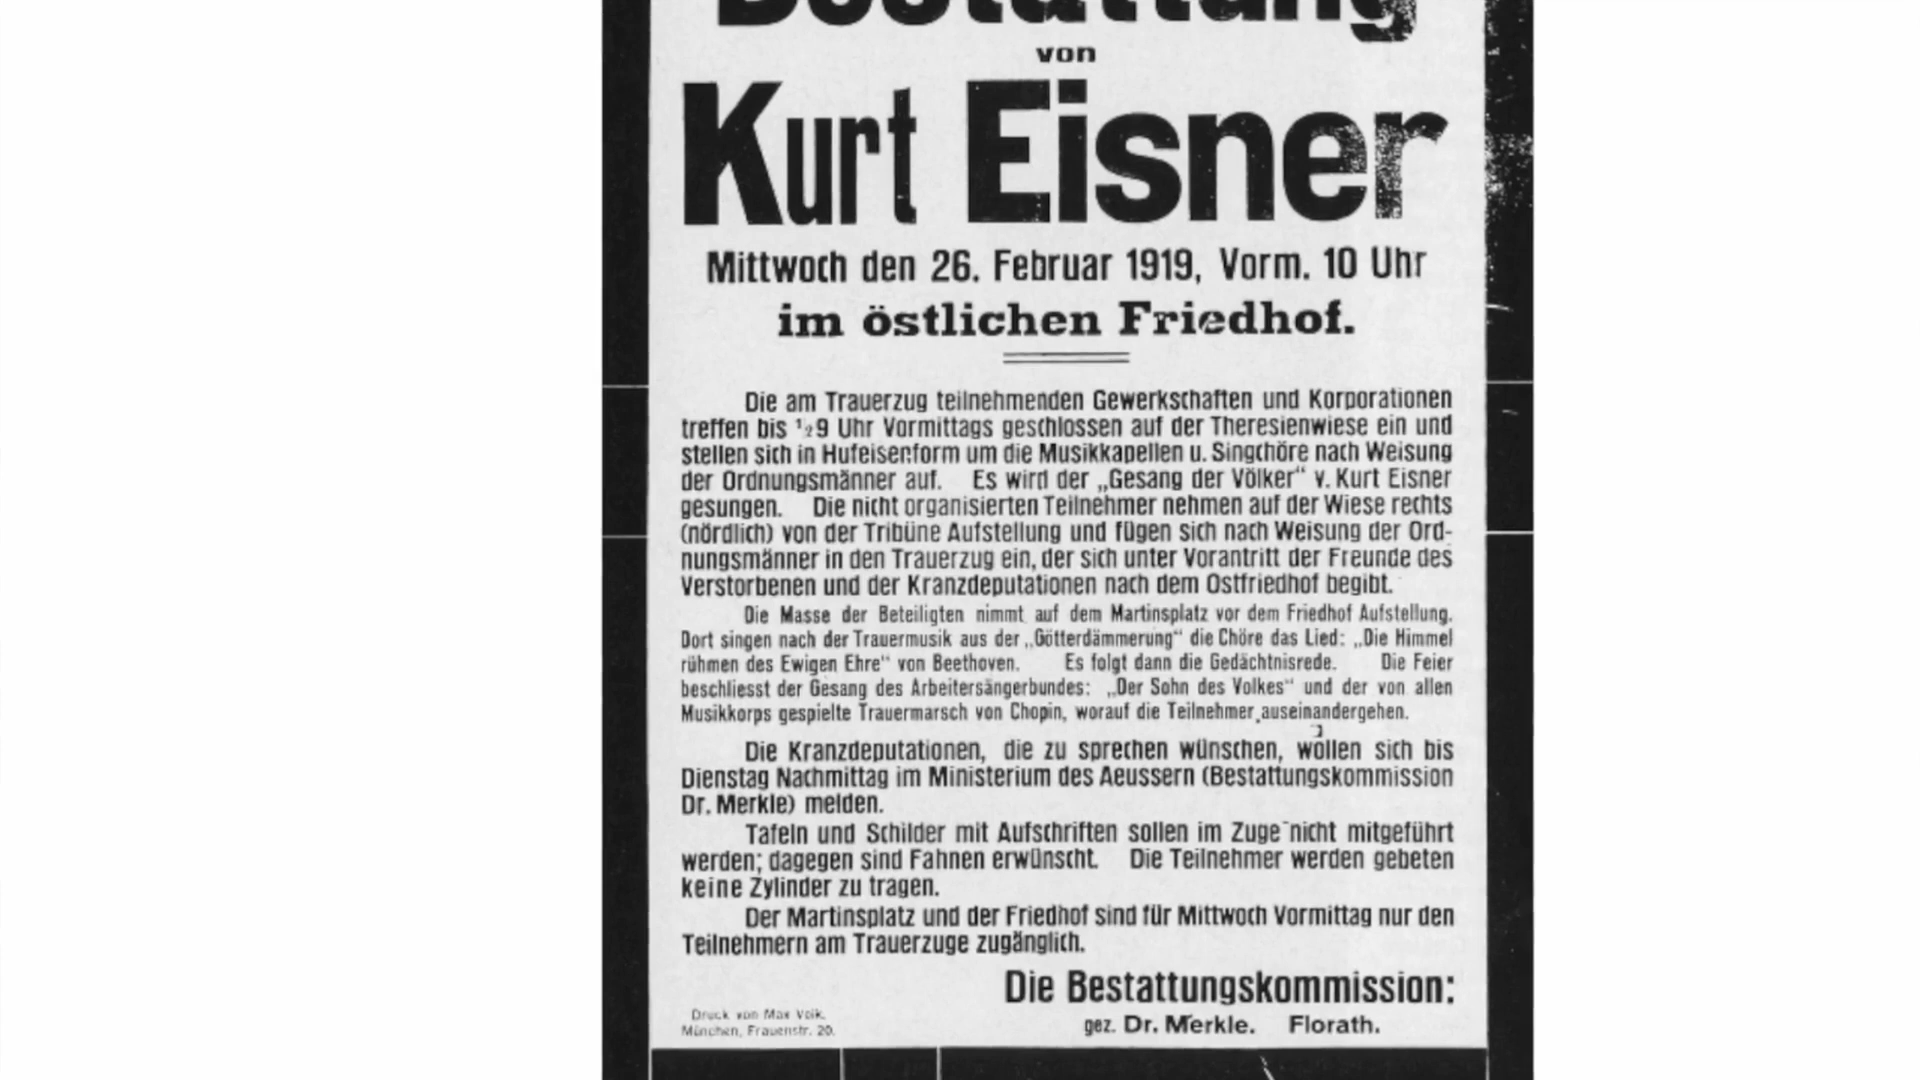 Bestattung
von
Kurt Eisner
Mittwoch den 26. Februar 1919, Vorm. 10 Uhr
im östlichen Friedhof.
Die am Trauerzug teilnehmenden Gewerkschaften und Korporationen
treffen bis ½9 Uhr Vormittags geschlossen auf der Theresienwiese ein und
stellen sich in Hufeisenform um die Musikkapellen u. Singchöre nach Weisung
der Ordnungsmänner auf. Es wird der „Gesang der Völker“ v. Kurt Eisner
gesungen. Die nicht organisierten Teilnehmer nehmen auf der Wiese rechts
(nördlich) von der Tribüne Aufstellung und fügen sich nach Weisung der Ord-
nungsmänner in den Trauerzug ein, der sich unter Vorantritt der Freunde des
Verstorbenen und der Kranzdeputationen nach dem Ostfriedhof begibt.
Die Masse der Beteiligten nimmt auf dem Martinsplatz vor dem Friedhof Aufstellung.
Dort singen nach der Trauermusik aus der „Götterdämmerung“ die Chöre das Lied: „Die Himmel
rühmen des Ewigen Ehre“ von Beethoven. Es folgt dann die Gedächtnisrede. Die Feier
beschliesst der Gesang des Arbeitersängerbundes: „Der Sohn des Volkes“ und der von allen
Musikkorps gespielte Trauermarsch von Chopin, worauf die Teilnehmer auseinandergehen.
Die Kranzdeputationen, die zu sprechen wünschen, wollen sich bis
Dienstag Nachmittag im Ministerium des Aeussern (Bestattungskommission
Dr. Merkle) melden.
Tafeln und Schilder mit Aufschriften sollen im Zuge nicht mitgeführt
werden; dagegen sind Fahnen erwünscht. Die Teilnehmer werden gebeten
keine Zylinder zu tragen.
Der Martinsplatz und der Friedhof sind für Mittwoch Vormittag nur den
Teilnehmern am Trauerzuge zugänglich.
Die Bestattungskommission:
gez. Dr. Merkle. Florath.
Druck von Max Volk.
München, Frauenstr. 20.